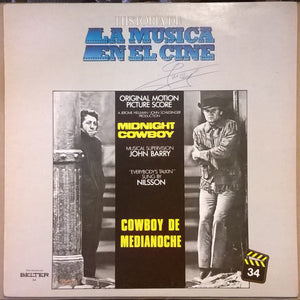 HISTORIA DE
LA MUSICA
EN EL CINE
ORIGINAL MOTION
PICTURE SCORE
A JEROME HELLMAN-JOHN SCHLESINGER
PRODUCTION
MIDNIGHT
COWBOY
MUSICAL SUPERVISION
JOHN BARRY
"EVERYBODY'S TALKIN'"
SUNG BY
NILSSON
COWBOY DE
MEDIANOCHE
BELTER
34